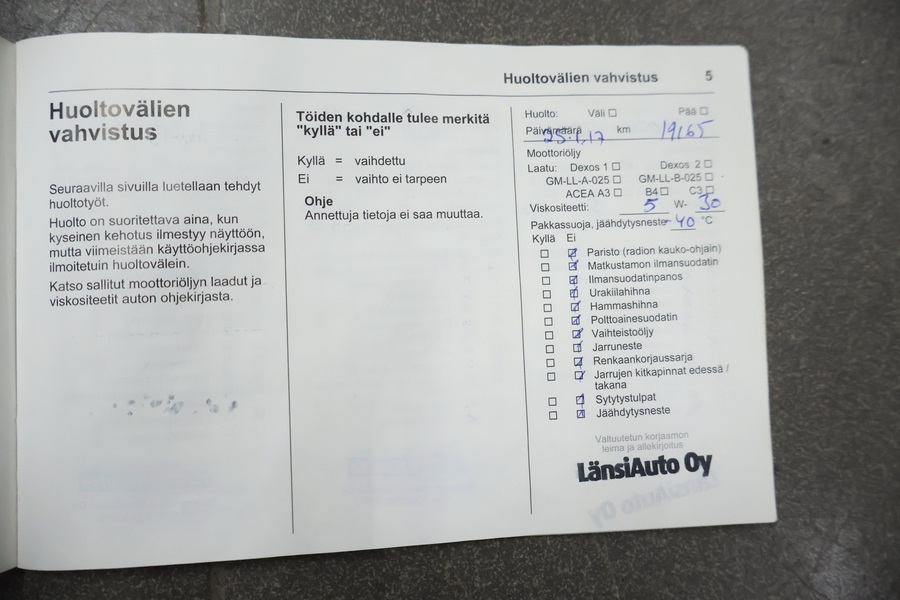 Huoltovälien vahvistus 5
Huoltovälien
vahvistus
Seuraavilla sivuilla luetellaan tehdyt
huoltotyöt.
Huolto on suoritettava aina, kun
kyseinen kehotus ilmestyy näyttöön,
mutta viimeistään käyttöohjekirjassa
ilmoitetuin huoltovälein.
Katso sallitut moottoriöljyn laadut ja
viskositeetit auton ohjekirjasta.
Töiden kohdalle tulee merkitä
"kyllä" tai "ei"
Kyllä = vaihdettu
Ei = vaihto ei tarpeen
Ohje
Annettuja tietoja ei saa muuttaa.
Huolto: Väli ☐ Pää ☐
Päivämäärä 25.1.17 km 19165
Moottoriöljy
Laatu: Dexos 1 ☐ Dexos 2 ☐
GM-LL-A-025 ☐ GM-LL-B-025 ☐
ACEA A3 ☐ B4 ☐ C3 ☐
Viskositeetti: 5 W- 30
Pakkassuoja, jäähdytysneste -40 °C
Kyllä Ei
☐ ☑ Paristo (radion kauko-ohjain)
☐ ☑ Matkustamon ilmansuodatin
☐ ☑ Ilmansuodatinpanos
☐ ☑ Urakiilahihna
☐ ☑ Hammashihna
☐ ☑ Polttoainesuodatin
☐ ☑ Vaihteistoöljy
☐ ☑ Jarruneste
☐ ☑ Renkaankorjaussarja
☐ ☑ Jarrujen kitkapinnat edessä /
takana
☐ ☑ Sytytystulpat
☐ ☑ Jäähdytysneste
Valtuutetun korjaamon
leima ja allekirjoitus
LänsiAuto Oy